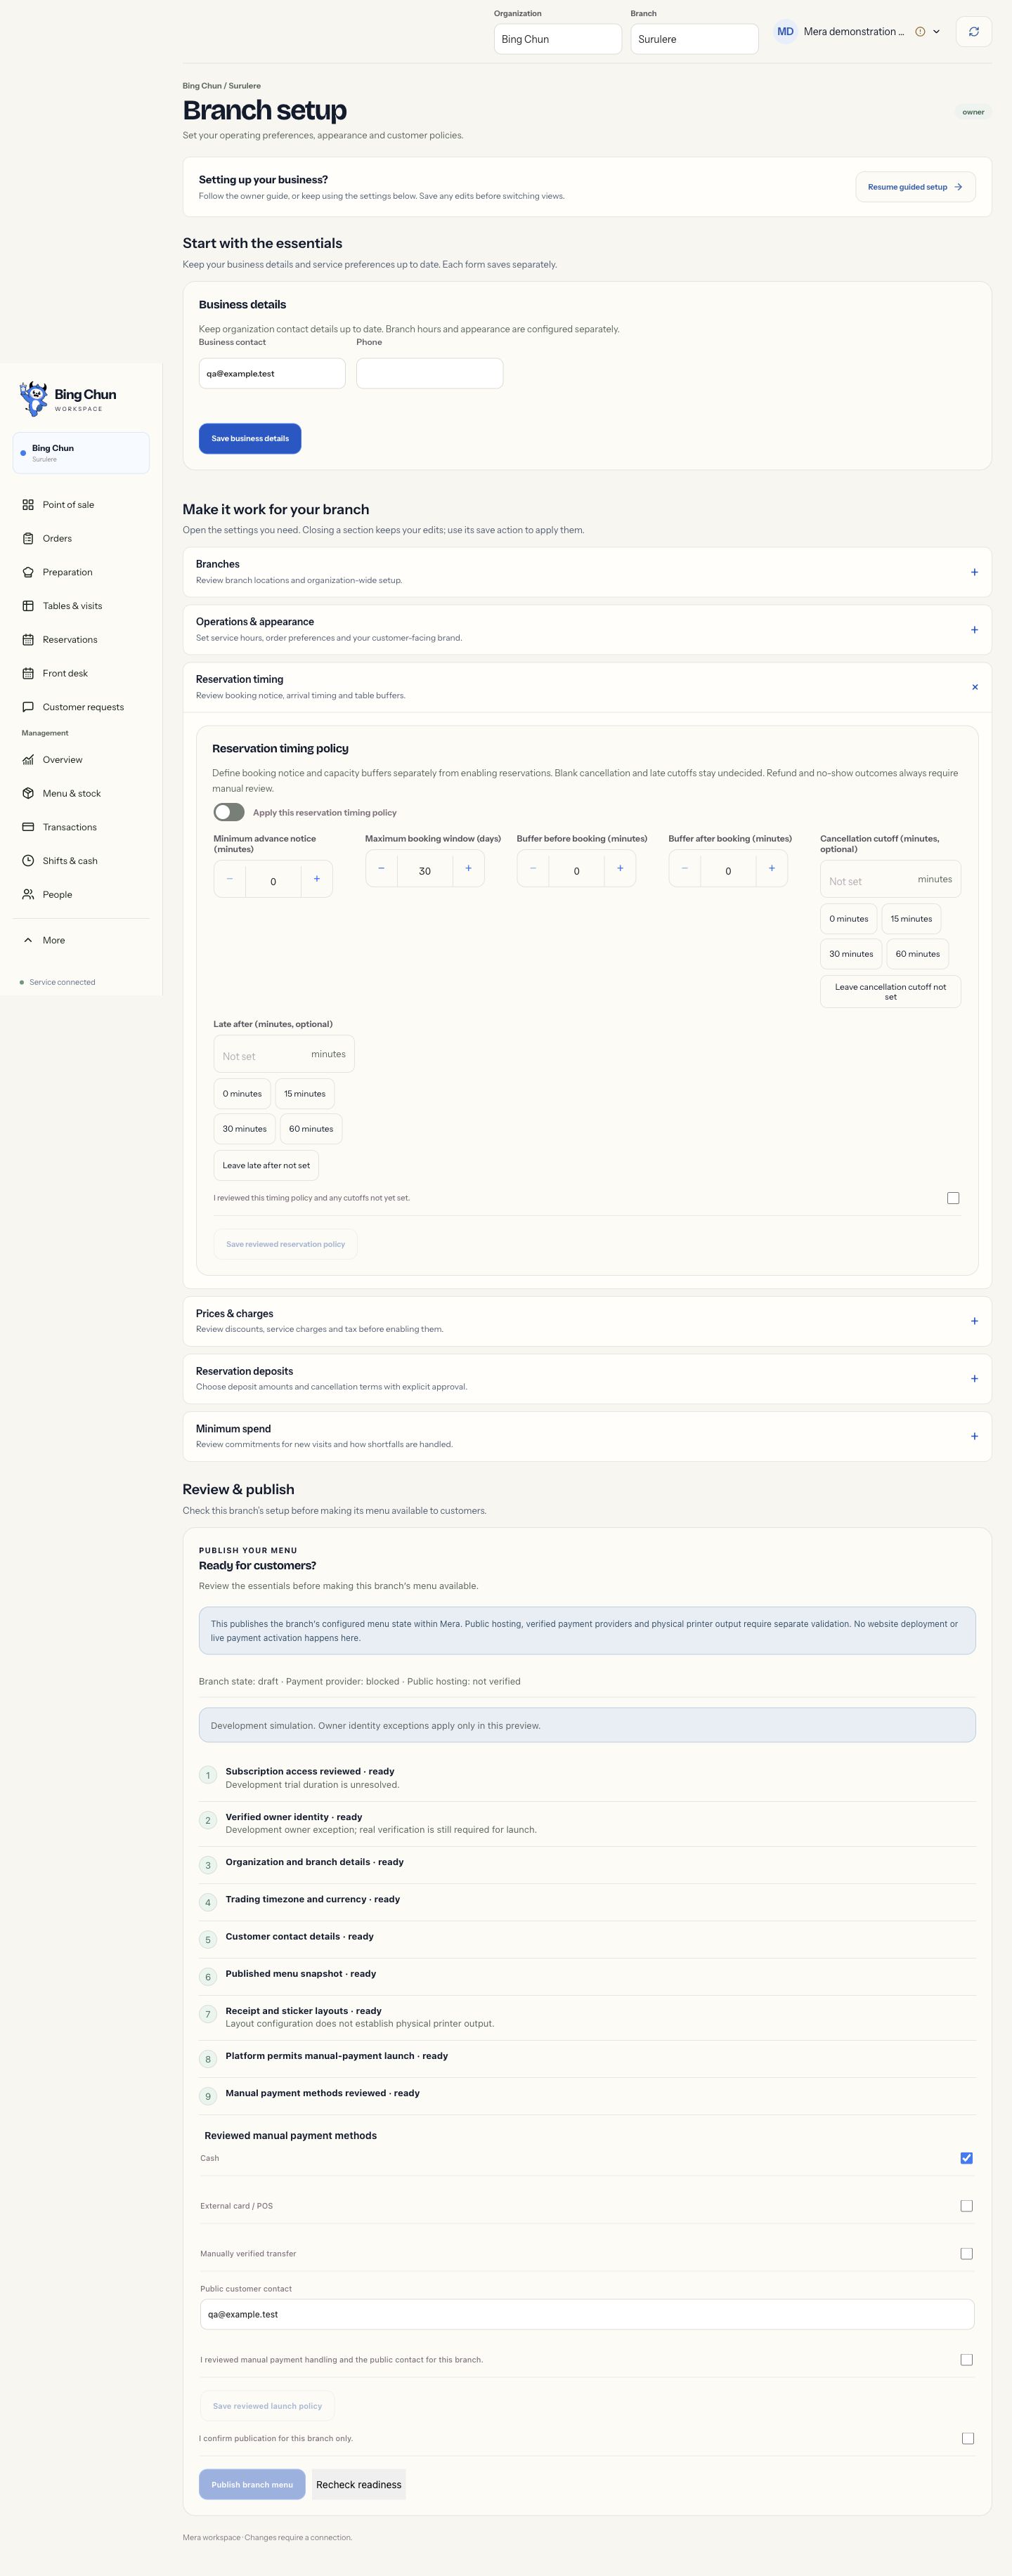 Organization
Branch
Bing Chun
Surulere
MD
Mera demonstration ...
Bing Chun / Surulere
Branch setup
owner
Set your operating preferences, appearance and customer policies.
Setting up your business?
Follow the owner guide, or keep using the settings below. Save any edits before switching views.
Resume guided setup
Start with the essentials
Keep your business details and service preferences up to date. Each form saves separately.
Business details
Keep organization contact details up to date. Branch hours and appearance are configured separately.
Business contact
Phone
qa@example.test
Save business details
Bing Chun
WORKSPACE
Bing Chun
Surulere
Point of sale
Orders
Preparation
Tables & visits
Reservations
Front desk
Customer requests
Management
Overview
Menu & stock
Transactions
Shifts & cash
People
More
Service connected
Make it work for your branch
Open the settings you need. Closing a section keeps your edits; use its save action to apply them.
Branches
Review branch locations and organization-wide setup.
Operations & appearance
Set service hours, order preferences and your customer-facing brand.
Reservation timing
Review booking notice, arrival timing and table buffers.
Reservation timing policy
Define booking notice and capacity buffers separately from enabling reservations. Blank cancellation and late cutoffs stay undecided. Refund and no-show outcomes always require
manual review.
Apply this reservation timing policy
Minimum advance notice
(minutes)
− 0 +
Maximum booking window (days)
− 30 +
Buffer before booking (minutes)
− 0 +
Buffer after booking (minutes)
− 0 +
Cancellation cutoff (minutes,
optional)
Not set minutes
0 minutes
15 minutes
30 minutes
60 minutes
Leave cancellation cutoff not
set
Late after (minutes, optional)
Not set minutes
0 minutes
15 minutes
30 minutes
60 minutes
Leave late after not set
I reviewed this timing policy and any cutoffs not yet set.
Save reviewed reservation policy
Prices & charges
Review discounts, service charges and tax before enabling them.
Reservation deposits
Choose deposit amounts and cancellation terms with explicit approval.
Minimum spend
Review commitments for new visits and how shortfalls are handled.
Review & publish
Check this branch's setup before making its menu available to customers.
PUBLISH YOUR MENU
Ready for customers?
Review the essentials before making this branch's menu available.
This publishes the branch's configured menu state within Mera. Public hosting, verified payment providers and physical printer output require separate validation. No website deployment or
live payment activation happens here.
Branch state: draft · Payment provider: blocked · Public hosting: not verified
Development simulation. Owner identity exceptions apply only in this preview.
1 Subscription access reviewed · ready
Development trial duration is unresolved.
2 Verified owner identity · ready
Development owner exception; real verification is still required for launch.
3 Organization and branch details · ready
4 Trading timezone and currency · ready
5 Customer contact details · ready
6 Published menu snapshot · ready
7 Receipt and sticker layouts · ready
Layout configuration does not establish physical printer output.
8 Platform permits manual-payment launch · ready
9 Manual payment methods reviewed · ready
Reviewed manual payment methods
Cash
External card / POS
Manually verified transfer
Public customer contact
qa@example.test
I reviewed manual payment handling and the public contact for this branch.
Save reviewed launch policy
I confirm publication for this branch only.
Publish branch menu
Recheck readiness
Mera workspace · Changes require a connection.